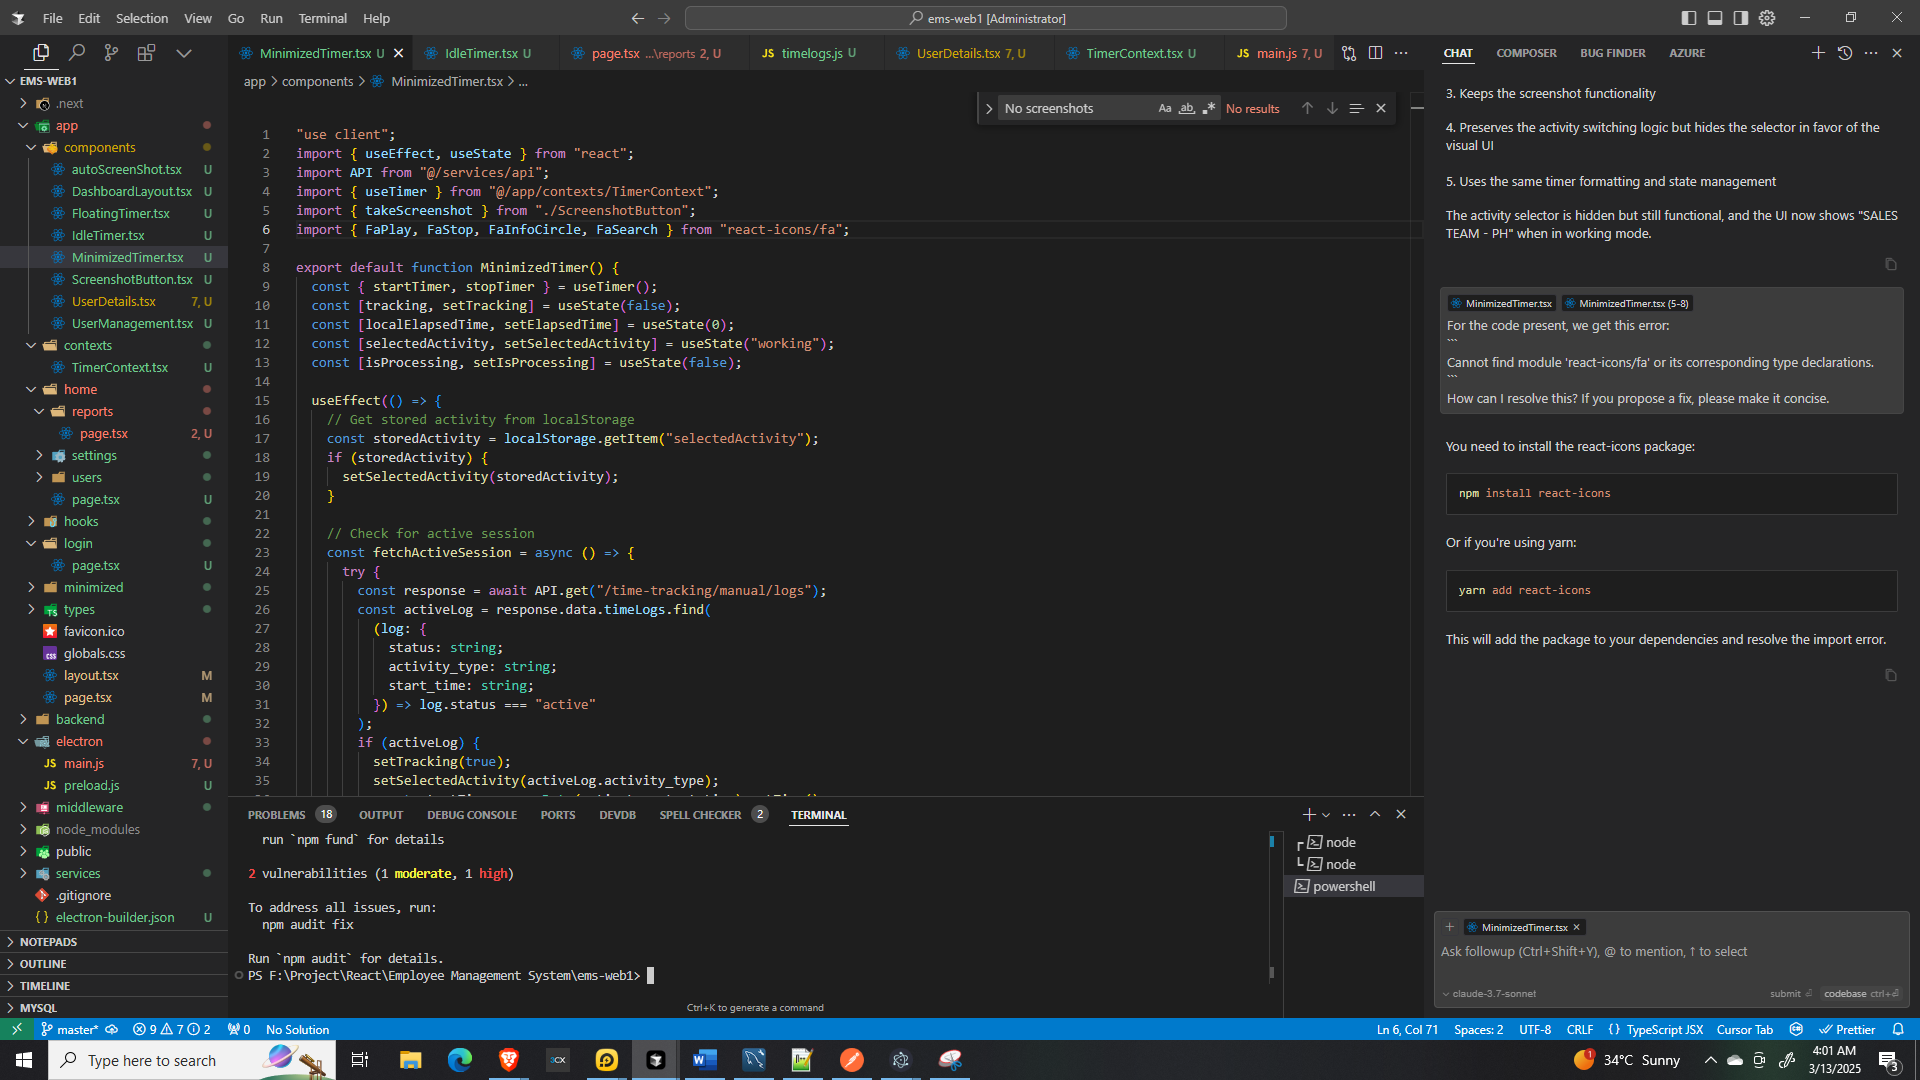 File Edit Selection View Go Run Terminal Help
ems-web1 [Administrator]
EMS-WEB1
.next
app
components
autoScreenShot.tsx U
DashboardLayout.tsx U
FloatingTimer.tsx U
IdleTimer.tsx U
MinimizedTimer.tsx U
ScreenshotButton.tsx U
UserDetails.tsx 7, U
UserManagement.tsx U
contexts
TimerContext.tsx U
home
reports
page.tsx 2, U
settings
users
page.tsx U
hooks
login
page.tsx U
minimized
types
favicon.ico
globals.css
layout.tsx M
page.tsx M
backend
electron
JS main.js 7, U
JS preload.js U
middleware
node_modules
public
services
.gitignore
{} electron-builder.json U
NOTEPADS
OUTLINE
TIMELINE
MYSQL
MinimizedTimer.tsx U
IdleTimer.tsx U
page.tsx ...\reports 2, U
JS timelogs.js U
UserDetails.tsx 7, U
TimerContext.tsx U
JS main.js 7, U
app > components > MinimizedTimer.tsx > ...
No screenshots Aa ab No results
1 "use client";
2 import { useEffect, useState } from "react";
3 import API from "@/services/api";
4 import { useTimer } from "@/app/contexts/TimerContext";
5 import { takeScreenshot } from "./ScreenshotButton";
6 import { FaPlay, FaStop, FaInfoCircle, FaSearch } from "react-icons/fa";
7
8 export default function MinimizedTimer() {
9 const { startTimer, stopTimer } = useTimer();
10 const [tracking, setTracking] = useState(false);
11 const [localElapsedTime, setElapsedTime] = useState(0);
12 const [selectedActivity, setSelectedActivity] = useState("working");
13 const [isProcessing, setIsProcessing] = useState(false);
14
15 useEffect(() => {
16 // Get stored activity from localStorage
17 const storedActivity = localStorage.getItem("selectedActivity");
18 if (storedActivity) {
19 setSelectedActivity(storedActivity);
20 }
21
22 // Check for active session
23 const fetchActiveSession = async () => {
24 try {
25 const response = await API.get("/time-tracking/manual/logs");
26 const activeLog = response.data.timeLogs.find(
27 (log: {
28 status: string;
29 activity_type: string;
30 start_time: string;
31 }) => log.status === "active"
32 );
33 if (activeLog) {
34 setTracking(true);
35 setSelectedActivity(activeLog.activity_type);
PROBLEMS 18 OUTPUT DEBUG CONSOLE PORTS DEVDB SPELL CHECKER 2 TERMINAL
run `npm fund` for details
2 vulnerabilities (1 moderate, 1 high)
To address all issues, run:
npm audit fix
Run `npm audit` for details.
PS F:\Project\React\Employee Management System\ems-web1>
Ctrl+K to generate a command
node
node
powershell
CHAT COMPOSER BUG FINDER AZURE
3. Keeps the screenshot functionality
4. Preserves the activity switching logic but hides the selector in favor of the
visual UI
5. Uses the same timer formatting and state management
The activity selector is hidden but still functional, and the UI now shows "SALES
TEAM - PH" when in working mode.
MinimizedTimer.tsx MinimizedTimer.tsx (5-8)
For the code present, we get this error:
```
Cannot find module 'react-icons/fa' or its corresponding type declarations.
```
How can I resolve this? If you propose a fix, please make it concise.
You need to install the react-icons package:
npm install react-icons
Or if you're using yarn:
yarn add react-icons
This will add the package to your dependencies and resolve the import error.
MinimizedTimer.tsx
Ask followup (Ctrl+Shift+Y), @ to mention, ↑ to select
claude-3.7-sonnet submit codebase ctrl+
master* 9 7 2 0 No Solution
Ln 6, Col 71 Spaces: 2 UTF-8 CRLF {} TypeScript JSX Cursor Tab Prettier
Type here to search
34°C Sunny
4:01 AM
3/13/2025
3